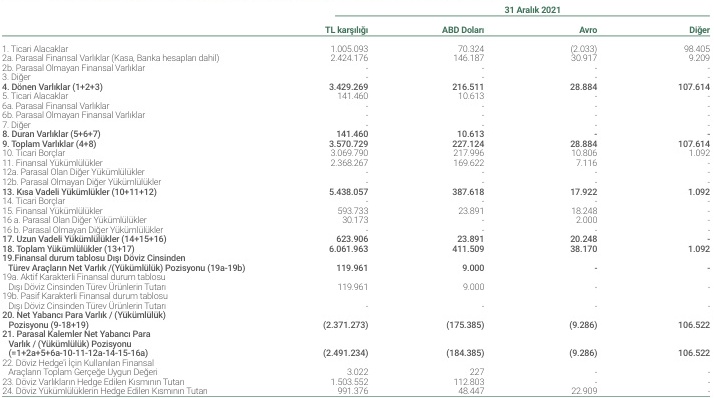 31 Aralık 2021
TL karşılığı ABD Doları Avro Diğer
1. Ticari Alacaklar 1.005.093 70.324 (2.033) 98.405
2a. Parasal Finansal Varlıklar (Kasa, Banka hesapları dahil) 2.424.176 146.187 30.917 9.209
2b. Parasal Olmayan Finansal Varlıklar - - - -
3. Diğer - - - -
4. Dönen Varlıklar (1+2+3) 3.429.269 216.511 28.884 107.614
5. Ticari Alacaklar 141.460 10.613 - -
6a. Parasal Finansal Varlıklar - - - -
6b. Parasal Olmayan Finansal Varlıklar - - - -
7. Diğer - - - -
8. Duran Varlıklar (5+6+7) 141.460 10.613 - -
9. Toplam Varlıklar (4+8) 3.570.729 227.124 28.884 107.614
10. Ticari Borçlar 3.069.790 217.996 10.806 1.092
11. Finansal Yükümlülükler 2.368.267 169.622 7.116 -
12a. Parasal Olan Diğer Yükümlülükler - - - -
12b. Parasal Olmayan Diğer Yükümlülükler - - - -
13. Kısa Vadeli Yükümlülükler (10+11+12) 5.438.057 387.618 17.922 1.092
14. Ticari Borçlar - - - -
15. Finansal Yükümlülükler 593.733 23.891 18.248 -
16 a. Parasal Olan Diğer Yükümlülükler 30.173 - 2.000 -
16 b. Parasal Olmayan Diğer Yükümlülükler - - - -
17. Uzun Vadeli Yükümlülükler (14+15+16) 623.906 23.891 20.248 -
18. Toplam Yükümlülükler (13+17) 6.061.963 411.509 38.170 1.092
19.Finansal durum tablosu Dışı Döviz Cinsinden
Türev Araçların Net Varlık /(Yükümlülük) Pozisyonu (19a-19b) 119.961 9.000 - -
19a. Aktif Karakterli Finansal durum tablosu
Dışı Döviz Cinsinden Türev Ürünlerin Tutarı 119.961 9.000 - -
19b. Pasif Karakterli Finansal durum tablosu
Dışı Döviz Cinsinden Türev Ürünlerin Tutarı - - - -
20. Net Yabancı Para Varlık / (Yükümlülük)
Pozisyonu (9-18+19) (2.371.273) (175.385) (9.286) 106.522
21. Parasal Kalemler Net Yabancı Para
Varlık / (Yükümlülük) Pozisyonu
(=1+2a+5+6a-10-11-12a-14-15-16a) (2.491.234) (184.385) (9.286) 106.522
22. Döviz Hedge'i İçin Kullanılan Finansal
Araçların Toplam Gerçeğe Uygun Değeri 3.022 227 - -
23. Döviz Varlıkların Hedge Edilen Kısmının Tutarı 1.503.552 112.803 - -
24. Döviz Yükümlülüklerin Hedge Edilen Kısmının Tutarı 991.376 48.447 22.909 -